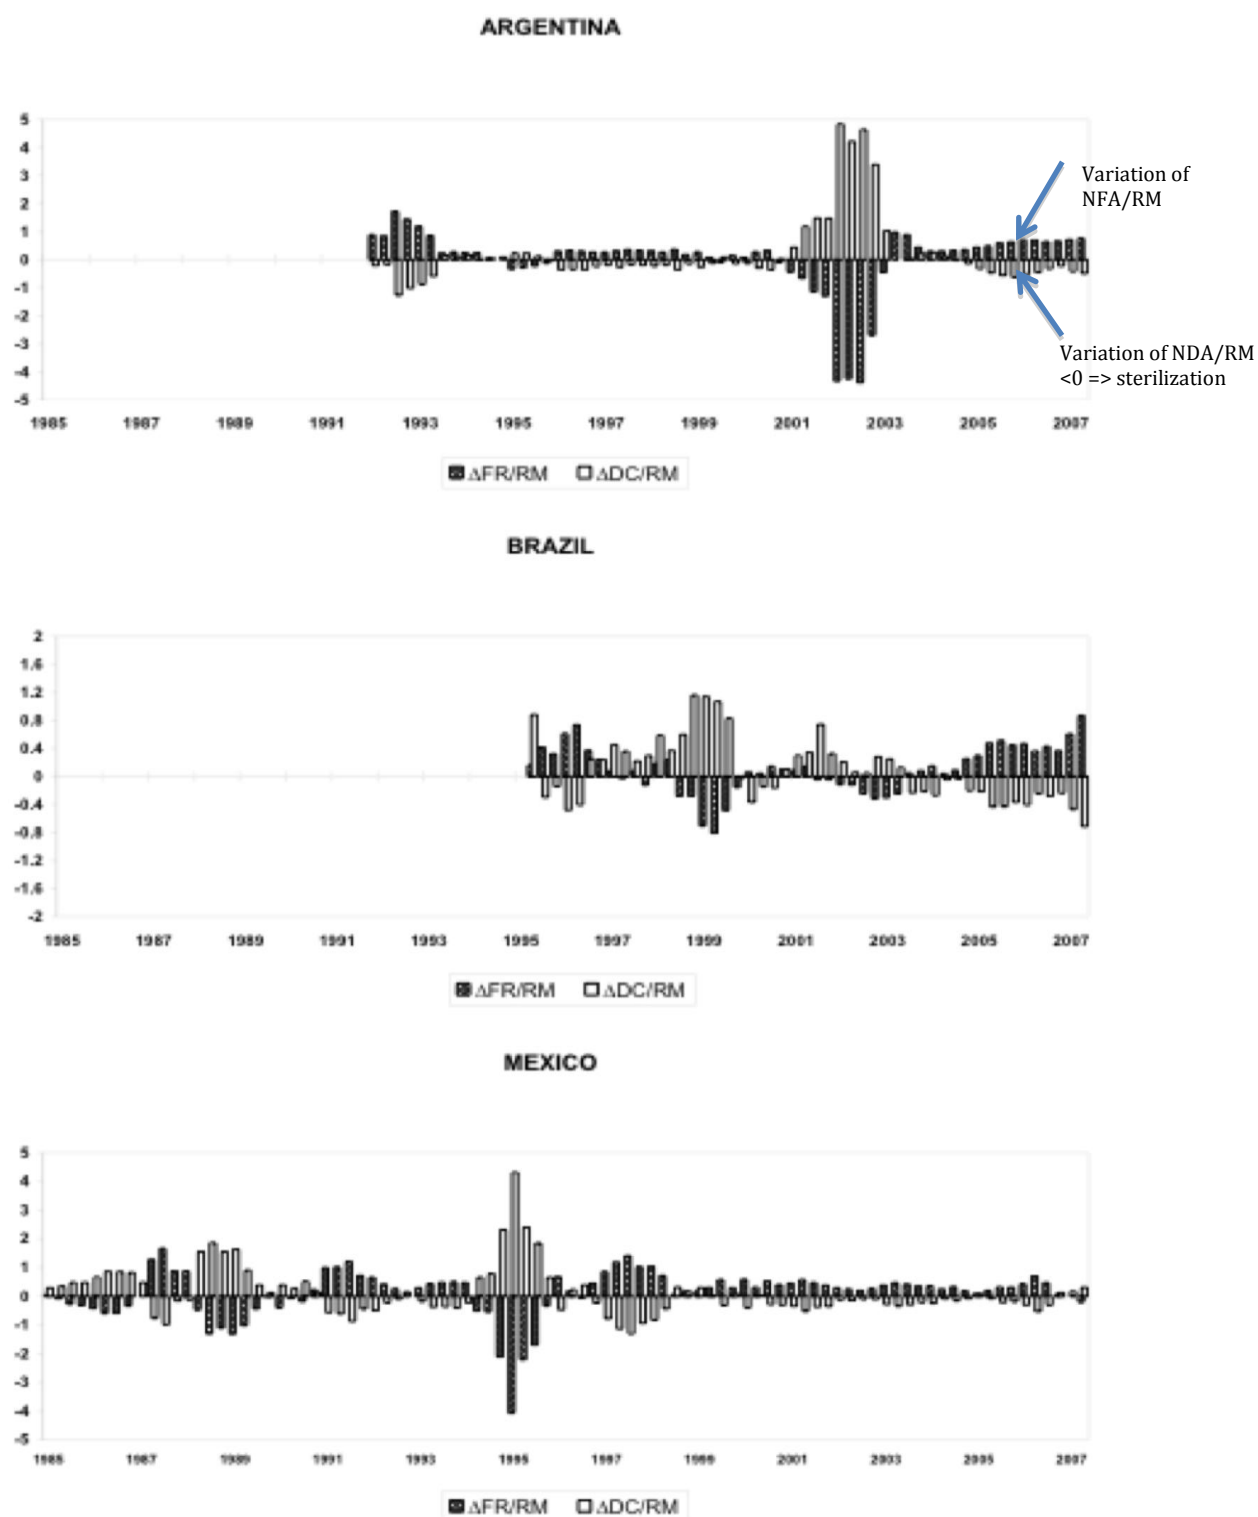 ARGENTINA
5
4
3
2
1
0
-1
-2
-3
-4
-5
1985 1987 1989 1991 1993 1995 1997 1999 2001 2003 2005 2007
Variation of
NFA/RM
Variation of NDA/RM
<0 => sterilization
ΔFR/RM ΔDC/RM
BRAZIL
2
1.6
1.2
0.8
0.4
0
-0.4
-0.8
-1.2
-1.6
-2
1985 1987 1989 1991 1993 1995 1997 1999 2001 2003 2005 2007
ΔFR/RM ΔDC/RM
MEXICO
5
4
3
2
1
0
-1
-2
-3
-4
-5
1985 1987 1989 1991 1993 1995 1997 1999 2001 2003 2005 2007
ΔFR/RM ΔDC/RM